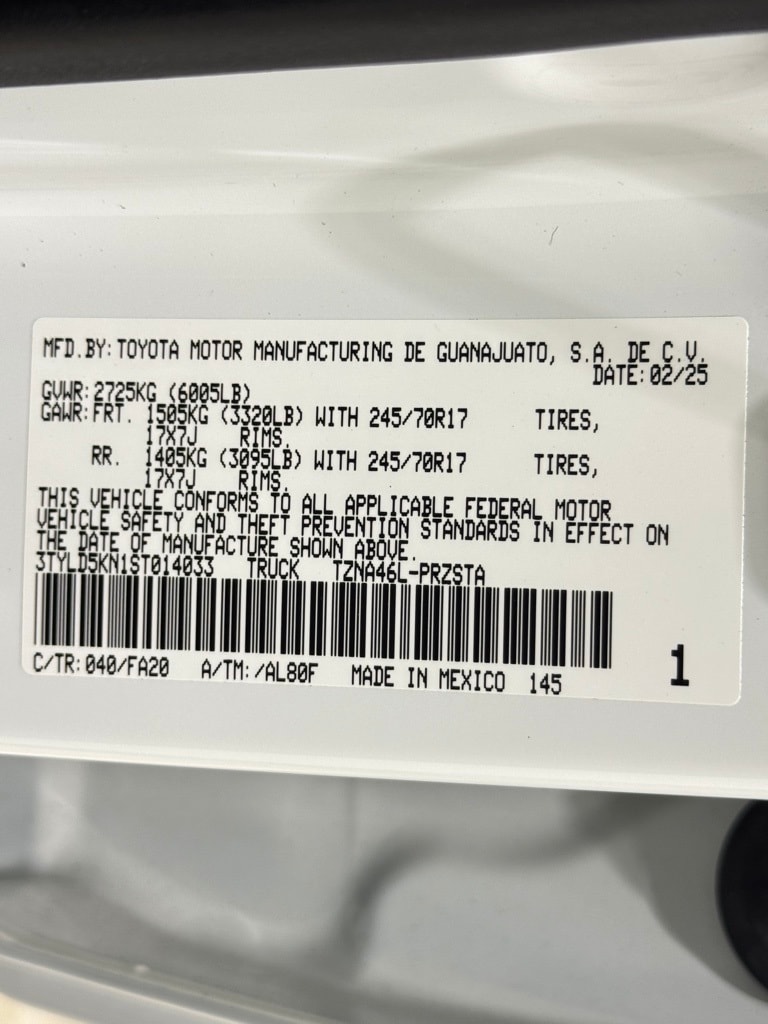 MFD.BY: TOYOTA MOTOR MANUFACTURING DE GUANAJUATO, S.A. DE C.V.
DATE: 02/25
GVWR: 2725KG (6005LB)
GAWR: FRT. 1505KG (3320LB) WITH 245/70R17 TIRES,
17X7J RIMS.
RR. 1405KG (3095LB) WITH 245/70R17 TIRES,
17X7J RIMS.
THIS VEHICLE CONFORMS TO ALL APPLICABLE FEDERAL MOTOR
VEHICLE SAFETY AND THEFT PREVENTION STANDARDS IN EFFECT ON
THE DATE OF MANUFACTURE SHOWN ABOVE.
3TYLD5KN1ST014033 TRUCK TZNA46L-PRZSTA
C/TR: 040/FA20 A/TM: /AL80F MADE IN MEXICO 145
1